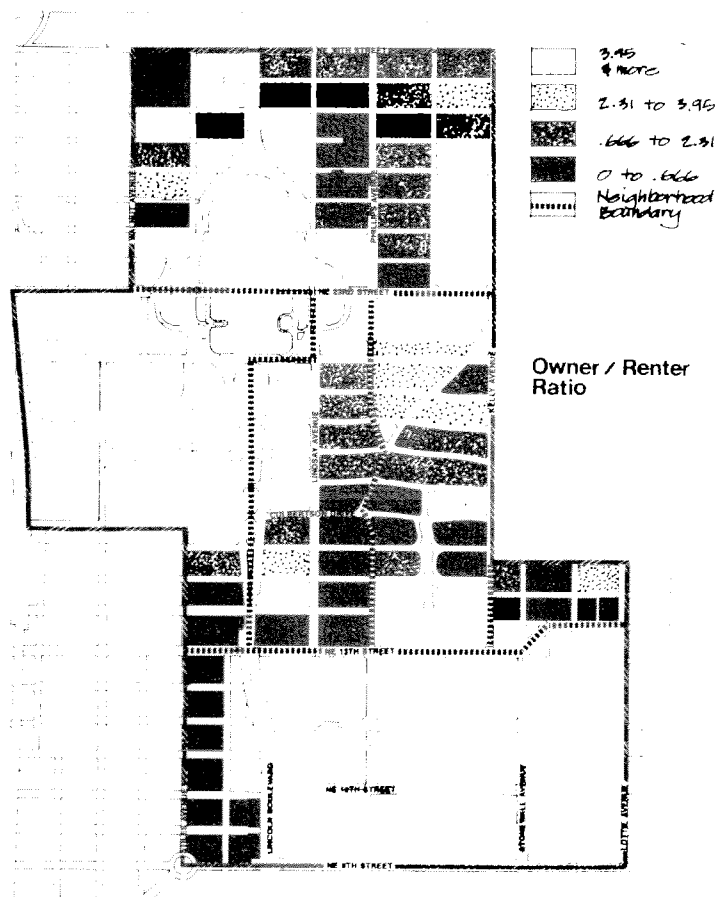 3.95
& more
2.31 to 3.95
.666 to 2.31
0 to .666
Neighborhood
Boundary
Owner / Renter
Ratio
PHILLIPS AVENUE
NE 23RD STREET
KELLY AVENUE
LINDSAY AVENUE
NE 13TH STREET
LINCOLN BOULEVARD
NE 10TH STREET
STONEWALL AVENUE
LOTTIE AVENUE
NE 8TH STREET